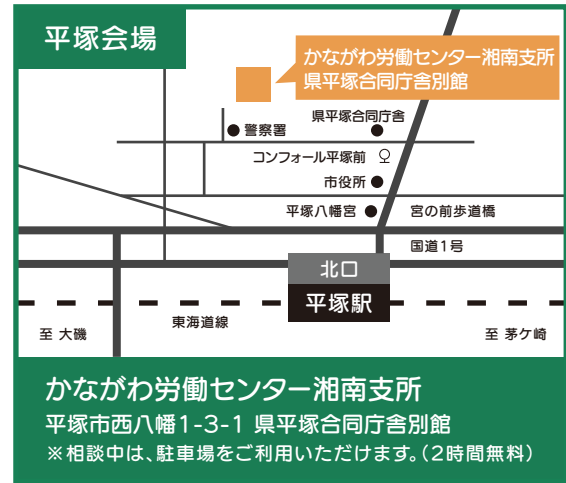 平塚会場
かながわ労働センター湘南支所
県平塚合同庁舎別館
県平塚合同庁舎
警察署
コンフォール平塚前
市役所
平塚八幡宮
宮の前歩道橋
国道1号
北口
平塚駅
東海道線
至 大磯
至 茅ケ崎
かながわ労働センター湘南支所
平塚市西八幡1-3-1 県平塚合同庁舎別館
※相談中は、駐車場をご利用いただけます。(2時間無料)